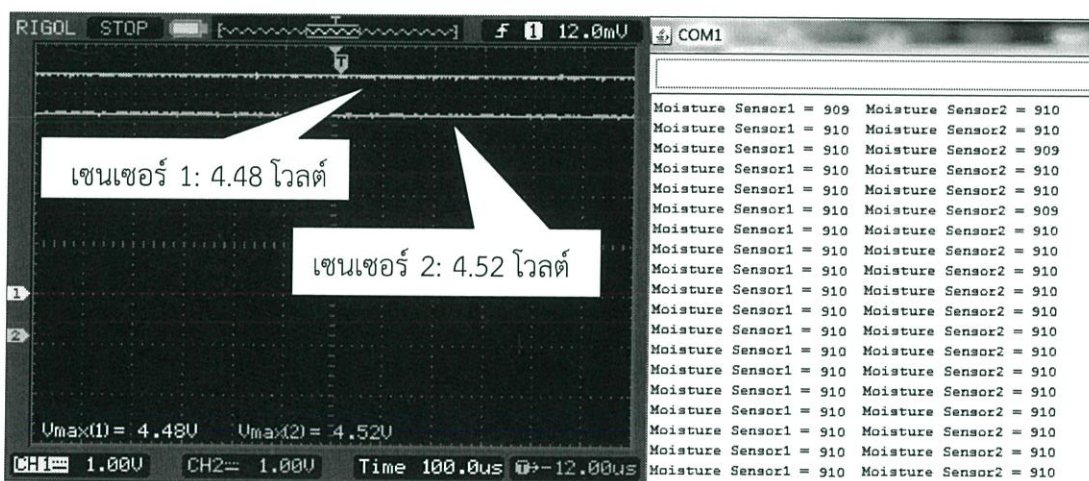 RIGOL STOP T f 1 12.0mV
T
เซนเซอร์ 1: 4.48 โวลต์
เซนเซอร์ 2: 4.52 โวลต์
1
2
Vmax(1)= 4.48V Vmax(2)= 4.52V
CH1 1.00V CH2 1.00V Time 100.0us T→-12.00us
COM1
Moisture Sensor1 = 909 Moisture Sensor2 = 910
Moisture Sensor1 = 910 Moisture Sensor2 = 910
Moisture Sensor1 = 910 Moisture Sensor2 = 909
Moisture Sensor1 = 910 Moisture Sensor2 = 910
Moisture Sensor1 = 910 Moisture Sensor2 = 910
Moisture Sensor1 = 910 Moisture Sensor2 = 909
Moisture Sensor1 = 910 Moisture Sensor2 = 910
Moisture Sensor1 = 910 Moisture Sensor2 = 910
Moisture Sensor1 = 910 Moisture Sensor2 = 910
Moisture Sensor1 = 910 Moisture Sensor2 = 910
Moisture Sensor1 = 910 Moisture Sensor2 = 910
Moisture Sensor1 = 910 Moisture Sensor2 = 910
Moisture Sensor1 = 910 Moisture Sensor2 = 910
Moisture Sensor1 = 910 Moisture Sensor2 = 910
Moisture Sensor1 = 910 Moisture Sensor2 = 910
Moisture Sensor1 = 910 Moisture Sensor2 = 910
Moisture Sensor1 = 910 Moisture Sensor2 = 910
Moisture Sensor1 = 910 Moisture Sensor2 = 910
Moisture Sensor1 = 910 Moisture Sensor2 = 910